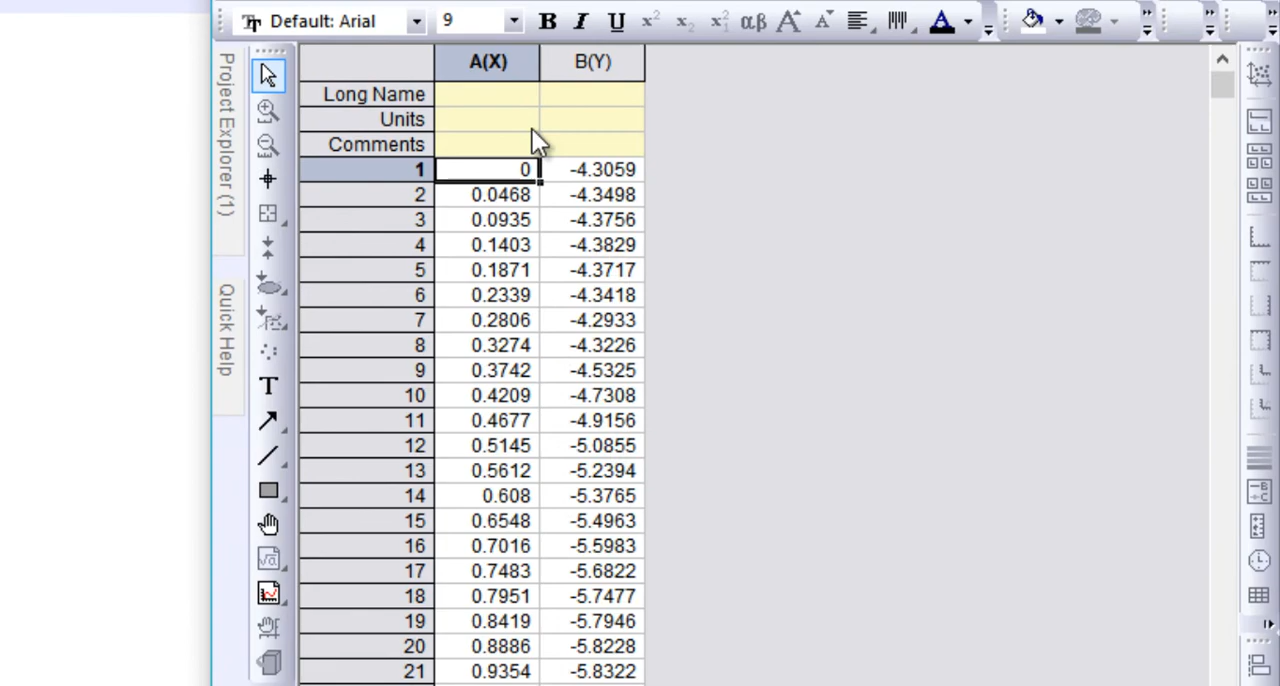 Default: Arial 9 B I U x² x₂ x²₁ αβ A A A
A(X) B(Y)
Long Name
Units
Comments
1 0 -4.3059
2 0.0468 -4.3498
3 0.0935 -4.3756
4 0.1403 -4.3829
5 0.1871 -4.3717
6 0.2339 -4.3418
7 0.2806 -4.2933
8 0.3274 -4.3226
9 0.3742 -4.5325
10 0.4209 -4.7308
11 0.4677 -4.9156
12 0.5145 -5.0855
13 0.5612 -5.2394
14 0.608 -5.3765
15 0.6548 -5.4963
16 0.7016 -5.5983
17 0.7483 -5.6822
18 0.7951 -5.7477
19 0.8419 -5.7946
20 0.8886 -5.8228
21 0.9354 -5.8322
Project Explorer (1)
Quick Help
T